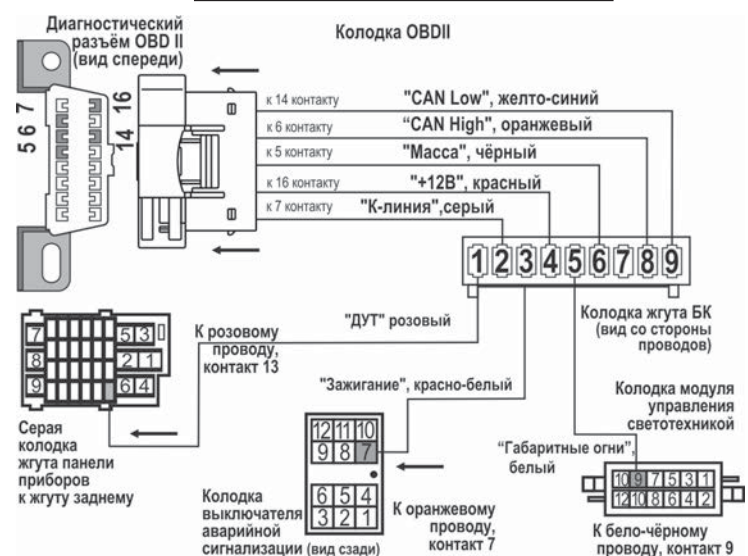 Диагностический
разъём OBD II
(вид спереди)
Колодка OBDII
5 6 7
14 16
к 14 контакту "CAN Low", желто-синий
к 6 контакту “CAN High", оранжевый
к 5 контакту "Масса", чёрный
к 16 контакту "+12В", красный
к 7 контакту "К-линия",серый
1 2 3 4 5 6 7 8 9
Колодка жгута БК
(вид со стороны
проводов)
"ДУТ" розовый
К розовому
проводу,
контакт 13
7 5 3
8 2 1
9 6 4
Серая
колодка
жгута панели
приборов
к жгуту заднему
"Зажигание", красно-белый
12 11 10
9 8 7
6 5 4
3 2 1
Колодка
выключателя
аварийной
сигнализации (вид сзади)
К оранжевому
проводу,
контакт 7
Колодка модуля
управления
светотехникой
“Габаритные огни",
белый
10 9 7 5 3 1
12 10 8 6 4 2
К бело-чёрному
проводу, контакт 9